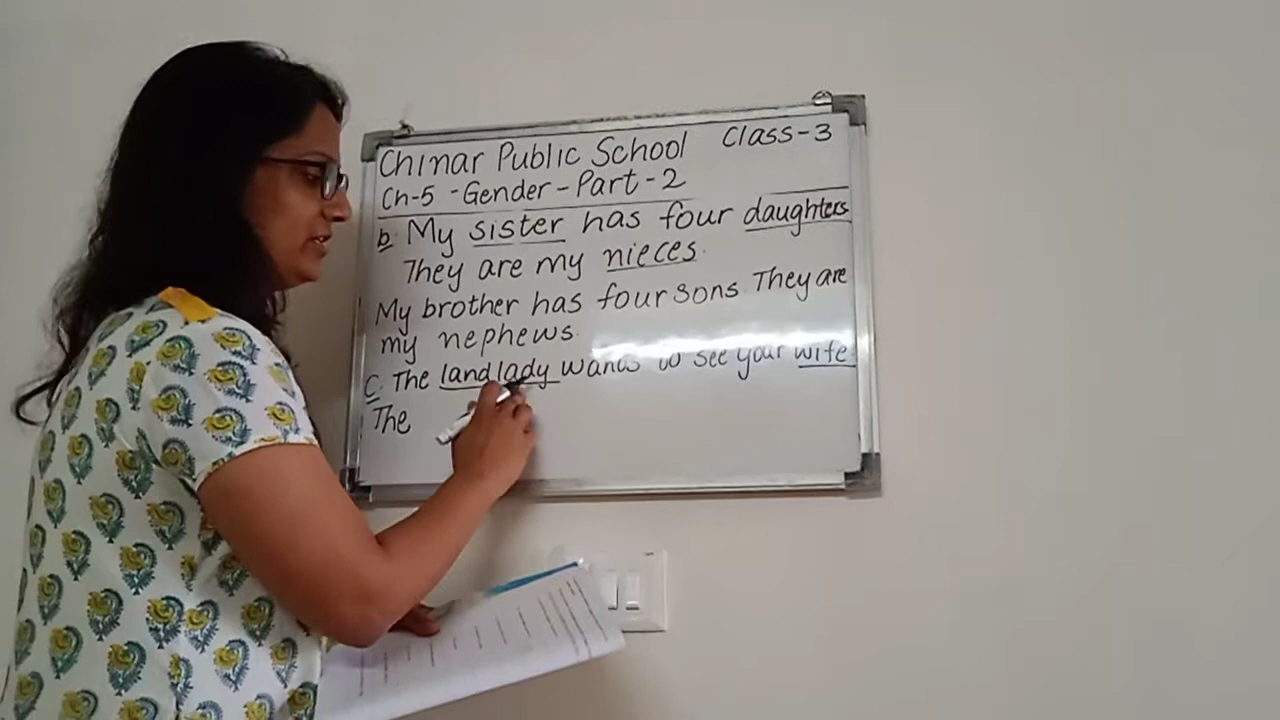 Chinar Public School Class-3
Ch-5 - Gender - Part - 2
b. My sister has four daughters
They are my nieces.
My brother has four sons. They are
my nephews.
C. The landlady wants to see your wife.
The